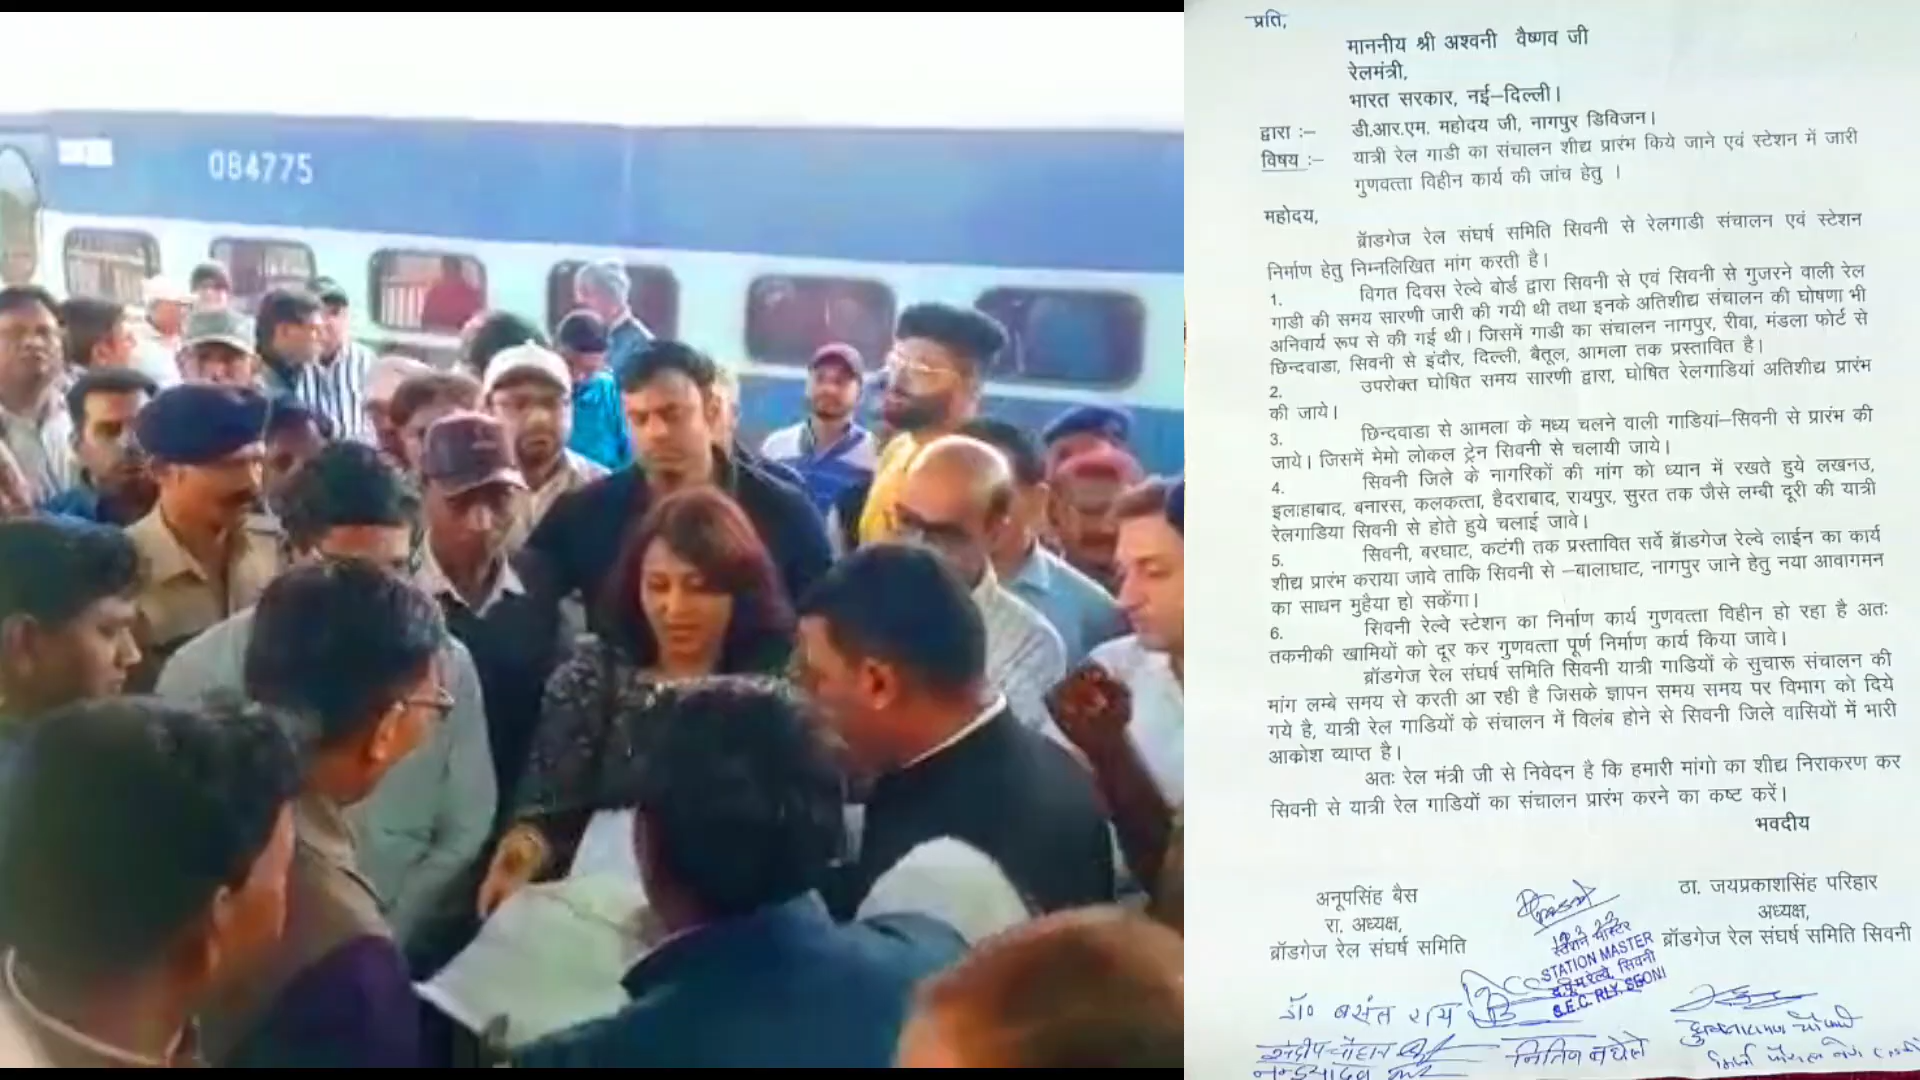 084775
प्रति,
माननीय श्री अश्वनी वैष्णव जी
रेलमंत्री,
भारत सरकार, नई–दिल्ली।
द्वारा :– डी.आर.एम. महोदय जी, नागपुर डिविजन।
विषय :– यात्री रेल गाडी का संचालन शीघ्र प्रारंभ किये जाने एवं स्टेशन में जारी
गुणवत्ता विहीन कार्य की जांच हेतु ।
महोदय,
ब्रॉडगेज रेल संघर्ष समिति सिवनी से रेलगाडी संचालन एवं स्टेशन
निर्माण हेतु निम्नलिखित मांग करती है।
1. विगत दिवस रेल्वे बोर्ड द्वारा सिवनी से एवं सिवनी से गुजरने वाली रेल
गाडी की समय सारणी जारी की गयी थी तथा इनके अतिशीघ्र संचालन की घोषणा भी
अनिवार्य रूप से की गई थी। जिसमें गाडी का संचालन नागपुर, रीवा, मंडला फोर्ट से
छिन्दवाडा, सिवनी से इंदौर, दिल्ली, बैतूल, आमला तक प्रस्तावित है।
2. उपरोक्त घोषित समय सारणी द्वारा, घोषित रेलगाडियां अतिशीघ्र प्रारंभ
की जाये।
3. छिन्दवाडा से आमला के मध्य चलने वाली गाडियां–सिवनी से प्रारंभ की
जाये। जिसमें मेमो लोकल ट्रेन सिवनी से चलायी जाये।
4. सिवनी जिले के नागरिकों की मांग को ध्यान में रखते हुये लखनउ,
इलाहाबाद, बनारस, कलकत्ता, हैदराबाद, रायपुर, सुरत तक जैसे लम्बी दूरी की यात्री
रेलगाडिया सिवनी से होते हुये चलाई जावे।
5. सिवनी, बरघाट, कटंगी तक प्रस्तावित सर्वे ब्रॉडगेज रेल्वे लाईन का कार्य
शीघ्र प्रारंभ कराया जावे ताकि सिवनी से –बालाघाट, नागपुर जाने हेतु नया आवागमन
का साधन मुहैया हो सकेंगा।
6. सिवनी रेल्वे स्टेशन का निर्माण कार्य गुणवत्ता विहीन हो रहा है अतः
तकनीकी खामियों को दूर कर गुणवत्ता पूर्ण निर्माण कार्य किया जावे।
ब्रॉडगेज रेल संघर्ष समिति सिवनी यात्री गाडियों के सुचारू संचालन की
मांग लम्बे समय से करती आ रही है जिसके ज्ञापन समय समय पर विभाग को दिये
गये है, यात्री रेल गाडियों के संचालन में विलंब होने से सिवनी जिले वासियों में भारी
आक्रोश व्याप्त है।
अतः रेल मंत्री जी से निवेदन है कि हमारी मांगो का शीघ्र निराकरण कर
सिवनी से यात्री रेल गाडियों का संचालन प्रारंभ करने का कष्ट करें।
भवदीय
अनूपसिंह बैस
रा. अध्यक्ष,
ब्रॉडगेज रेल संघर्ष समिति
ठा. जयप्रकाशसिंह परिहार
अध्यक्ष,
ब्रॉडगेज रेल संघर्ष समिति सिवनी
स्टेशन मास्टर
STATION MASTER
द.पू.म.रेल्वे, सिवनी
S.E.C. RLY. SEONI
डॉ० बसंत राय
संदीप चौहान
नितिन बघेल